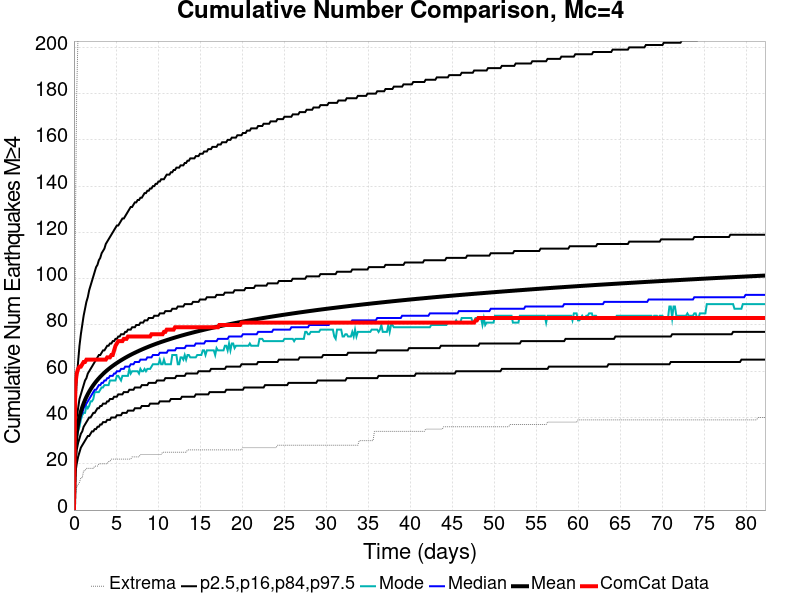 Cumulative Number Comparison, Mc=4
Cumulative Num Earthquakes M≥4
200
180
160
140
120
100
80
60
40
20
0
0 5 10 15 20 25 30 35 40 45 50 55 60 65 70 75 80
Time (days)
Extrema p2.5,p16,p84,p97.5 Mode Median Mean ComCat Data